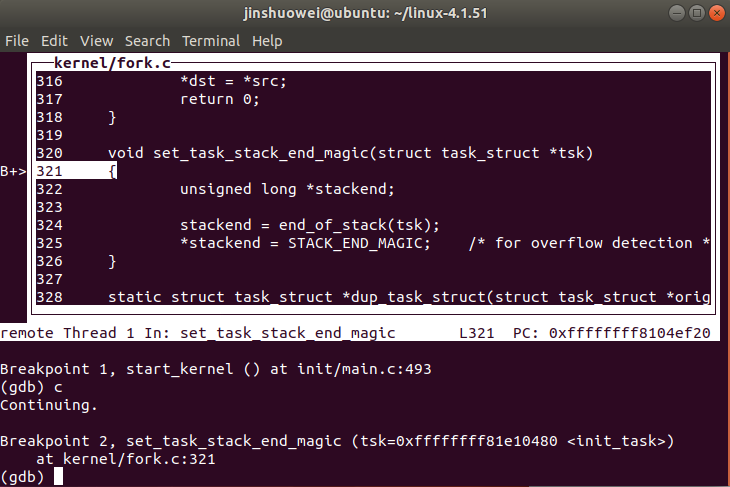 jinshuowei@ubuntu: ~/linux-4.1.51
File Edit View Search Terminal Help
kernel/fork.c
316 *dst = *src;
317 return 0;
318 }
319
320 void set_task_stack_end_magic(struct task_struct *tsk)
B+> 321 {
322 unsigned long *stackend;
323
324 stackend = end_of_stack(tsk);
325 *stackend = STACK_END_MAGIC; /* for overflow detection *
326 }
327
328 static struct task_struct *dup_task_struct(struct task_struct *orig
remote Thread 1 In: set_task_stack_end_magic L321 PC: 0xffffffff8104ef20
Breakpoint 1, start_kernel () at init/main.c:493
(gdb) c
Continuing.
Breakpoint 2, set_task_stack_end_magic (tsk=0xffffffff81e10480 <init_task>)
at kernel/fork.c:321
(gdb)